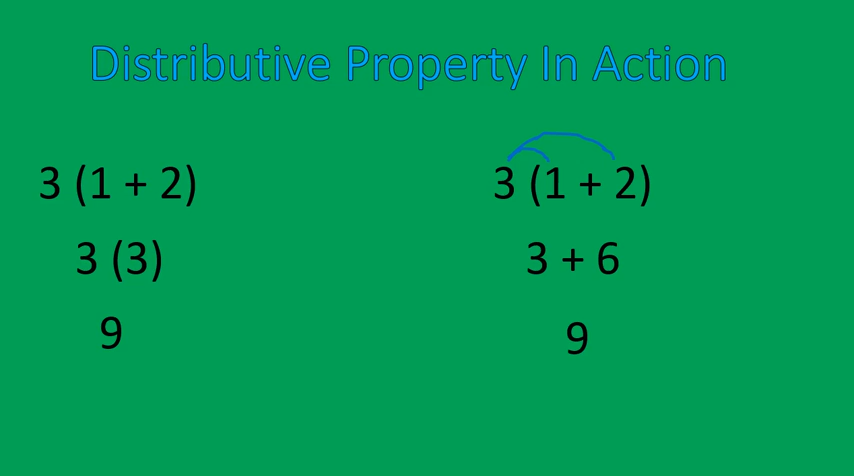 Distributive Property In Action
3 (1 + 2)
3 (3)
9
3 (1 + 2)
3 + 6
9